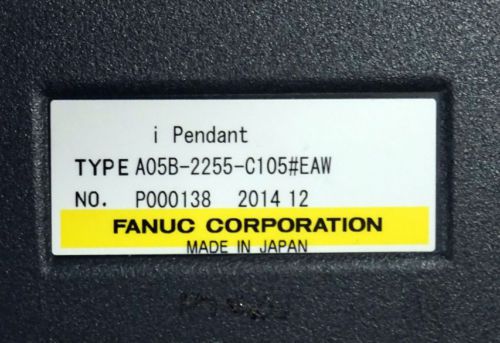 i Pendant
TYPE A05B-2255-C105#EAW
NO. P000138 2014 12
FANUC CORPORATION
MADE IN JAPAN